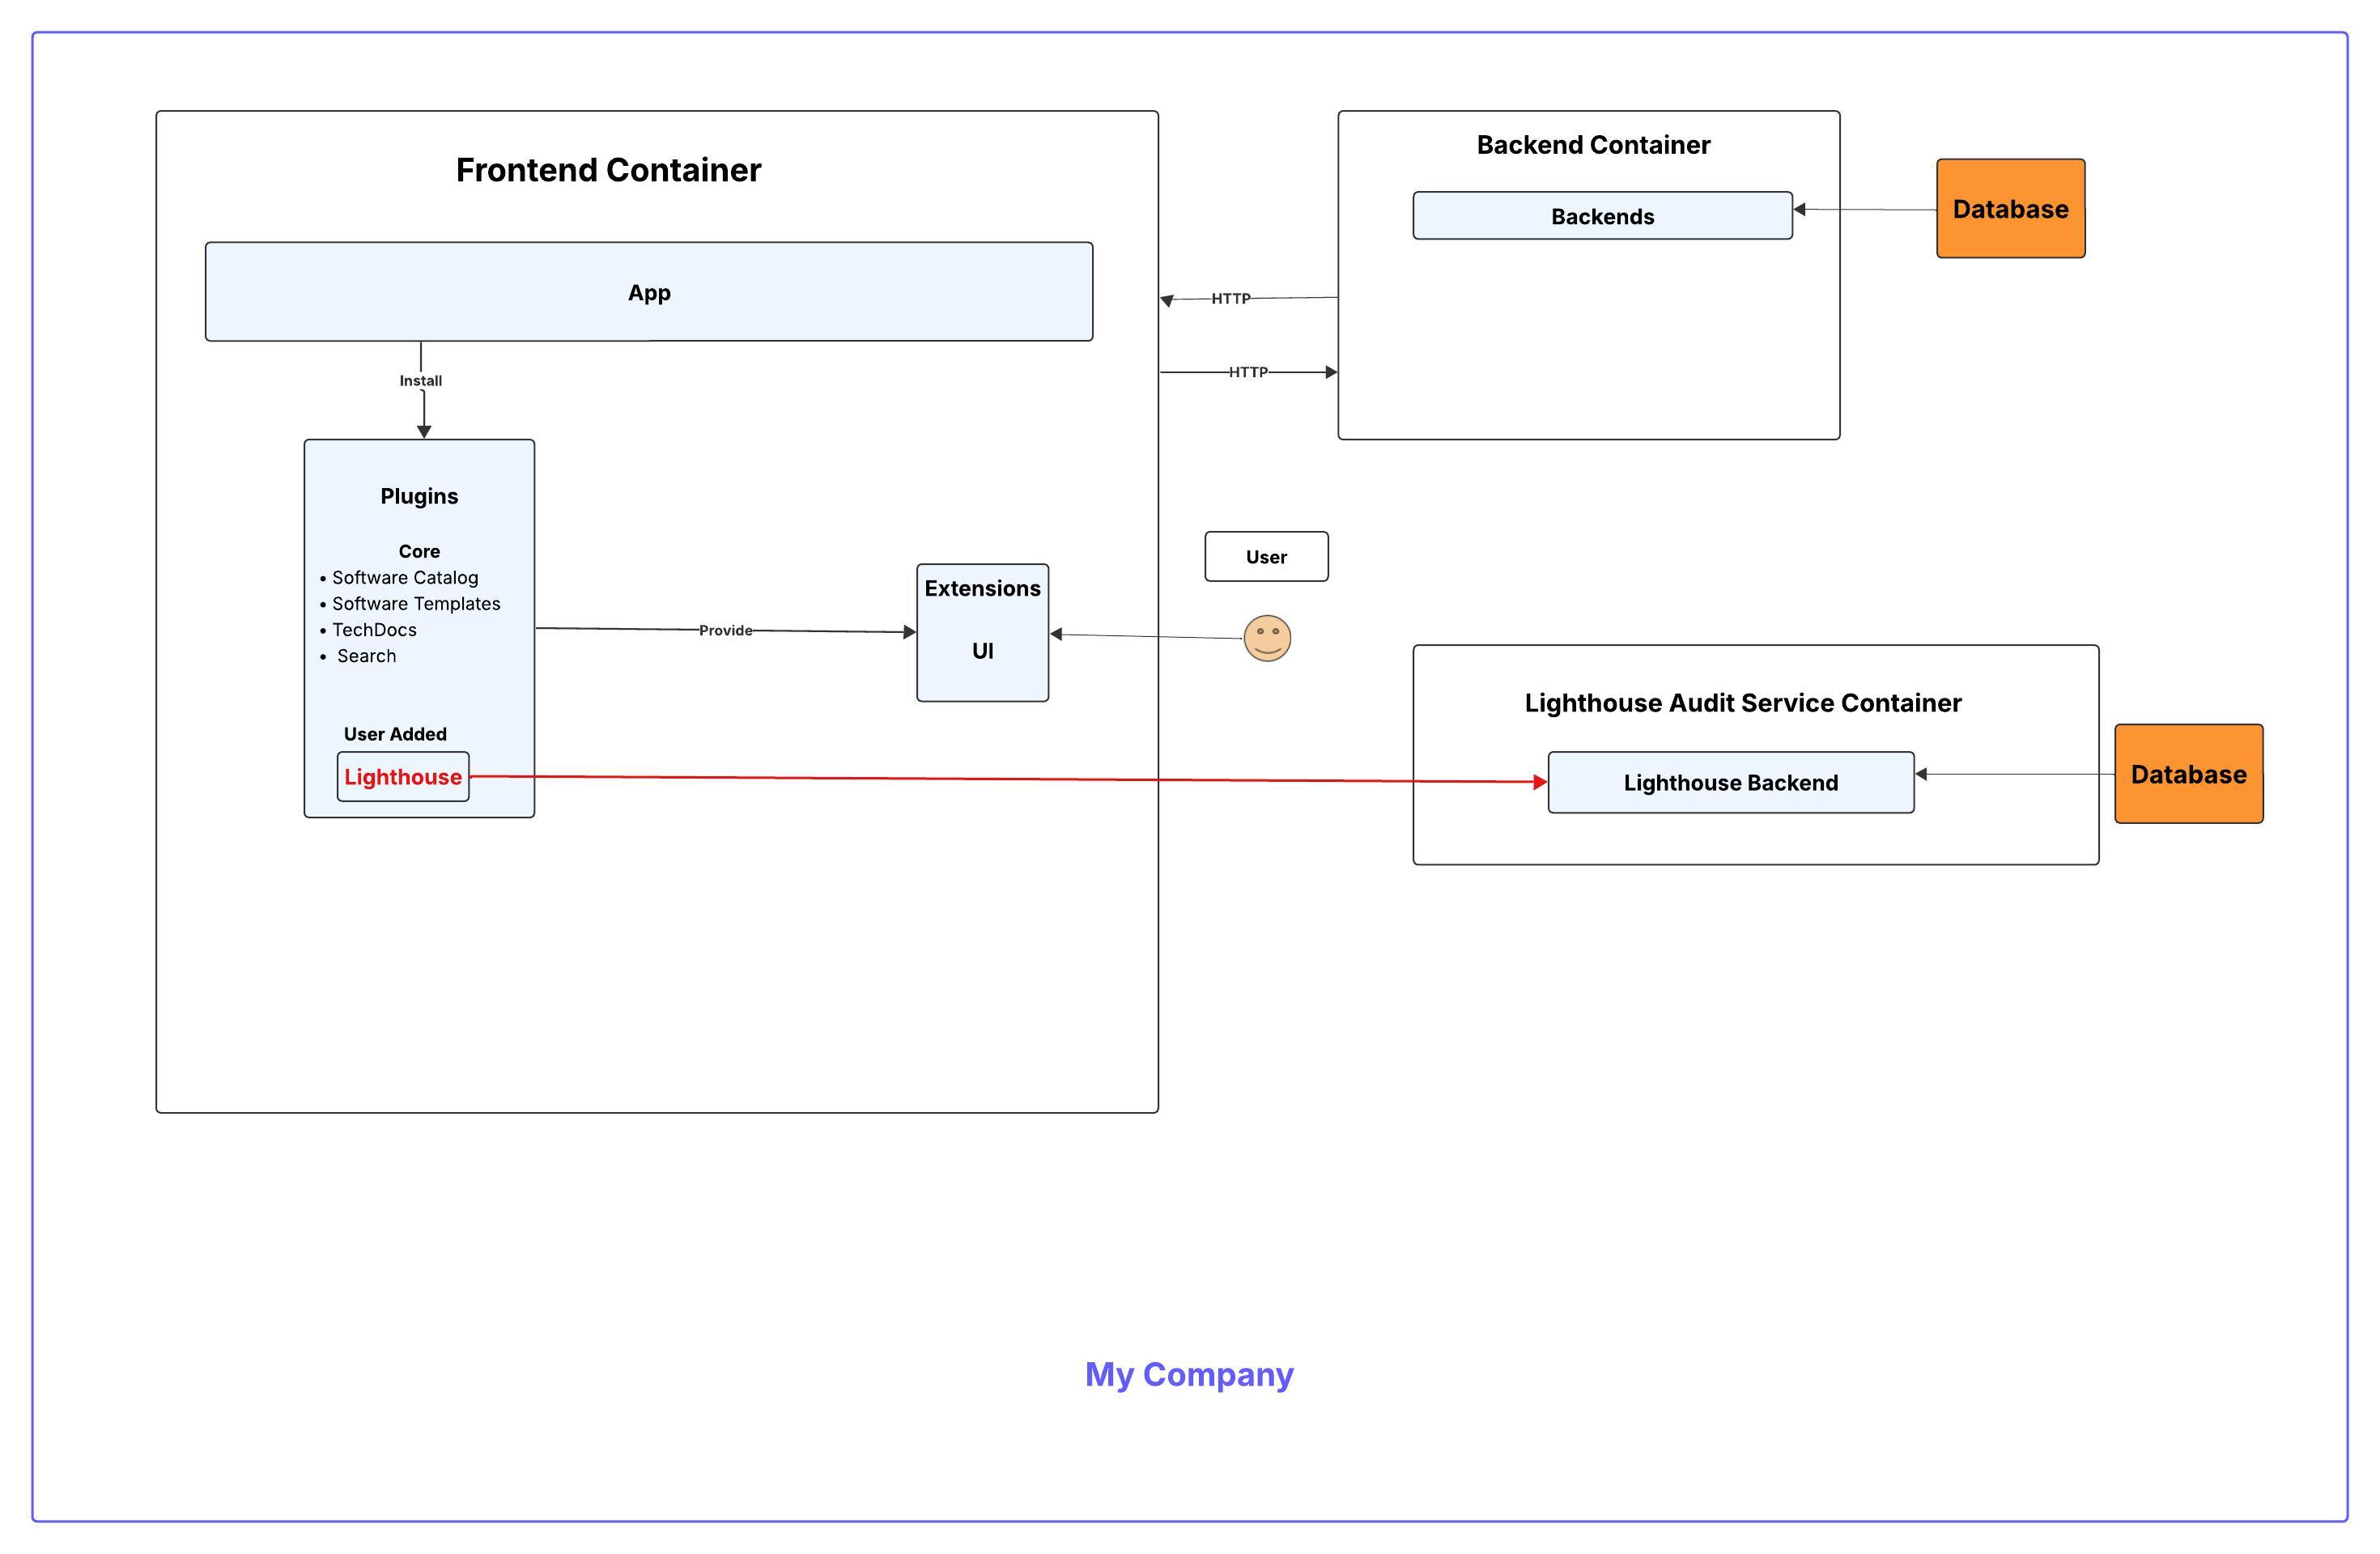 Frontend Container
App
Install
Plugins
Core
• Software Catalog
• Software Templates
• TechDocs
• Search
User Added
Lighthouse
Provide
Extensions
UI
HTTP
HTTP
Backend Container
Backends
Database
User
Lighthouse Audit Service Container
Lighthouse Backend
Database
My Company